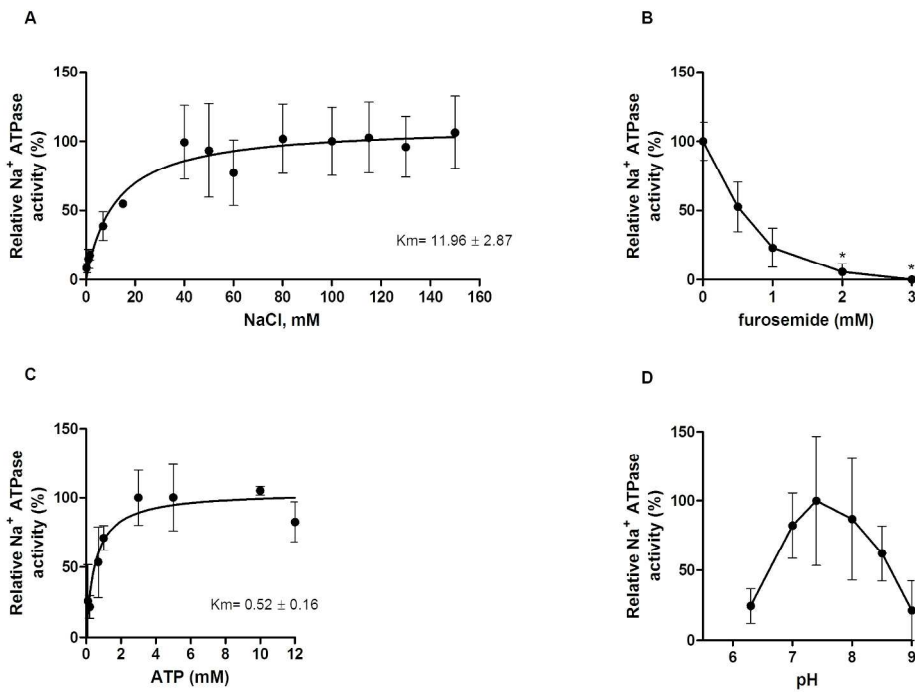 A
Relative Na+ ATPase
activity (%)
150
100
50
0
0 20 40 60 80 100 120 140 160
NaCl, mM
Km= 11.96 ± 2.87
B
Relative Na+ ATPase
activity (%)
150
100
50
0
* *
0 1 2 3
furosemide (mM)
C
Relative Na+ ATPase
activity (%)
150
100
50
0
0 2 4 6 8 10 12
ATP (mM)
Km= 0.52 ± 0.16
D
Relative Na+ ATPase
activity (%)
150
100
50
0
6 7 8 9
pH